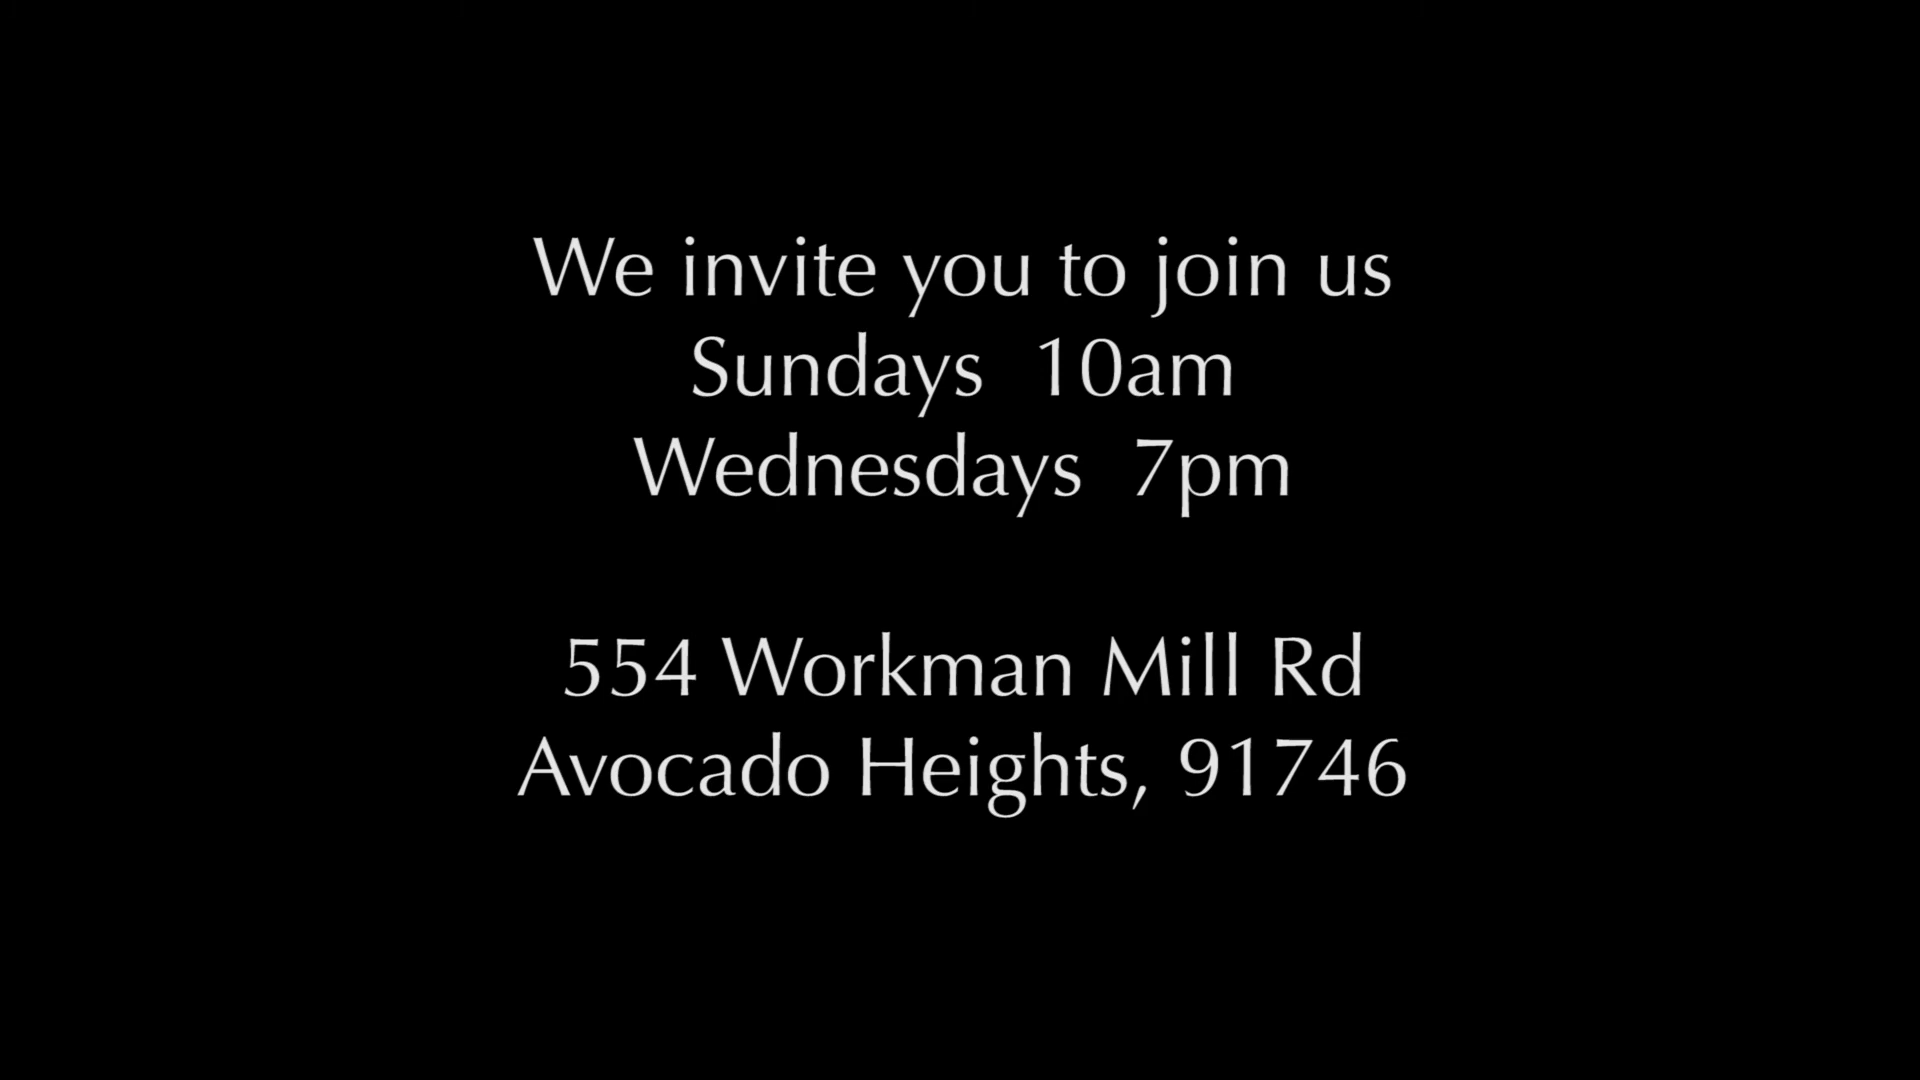 We invite you to join us
Sundays  10am
Wednesdays  7pm
554 Workman Mill Rd
Avocado Heights, 91746